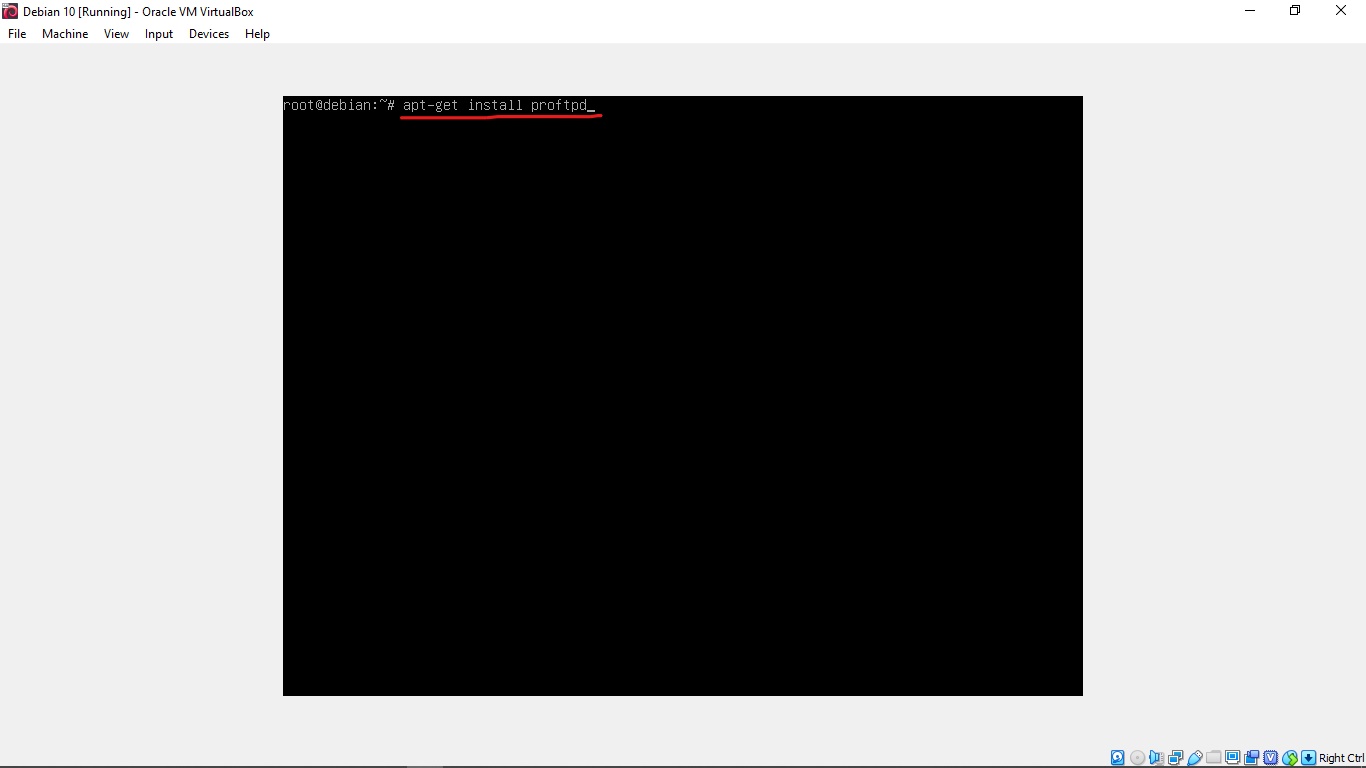 Debian 10 [Running] - Oracle VM VirtualBox
File Machine View Input Devices Help
root@debian:~# apt-get install proftpd_
Right Ctrl